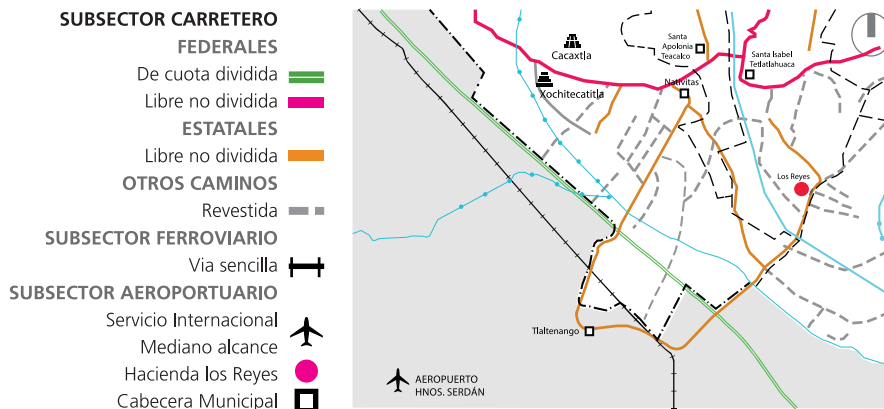 SUBSECTOR CARRETERO
FEDERALES
De cuota dividida
Libre no dividida
ESTATALES
Libre no dividida
OTROS CAMINOS
Revestida
SUBSECTOR FERROVIARIO
Via sencilla
SUBSECTOR AEROPORTUARIO
Servicio Internacional
Mediano alcance
Hacienda los Reyes
Cabecera Municipal
Cacaxtla
Xochitecatitla
Santa
Apolonia
Teacalco
Santa Isabel
Tetlatlahuaca
Nativitas
Los Reyes
Tlaltenango
AEROPUERTO
HNOS. SERDÁN